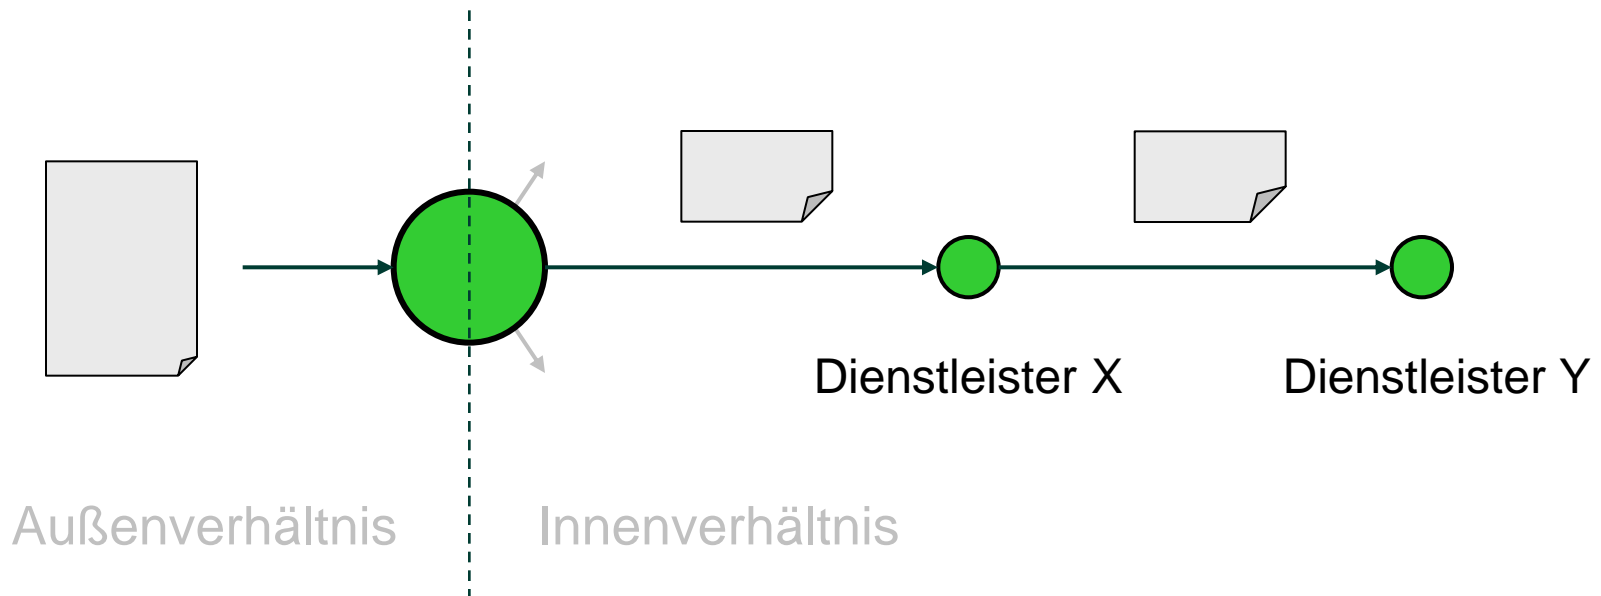 Dienstleister X
Dienstleister Y
Außenverhältnis
Innenverhältnis